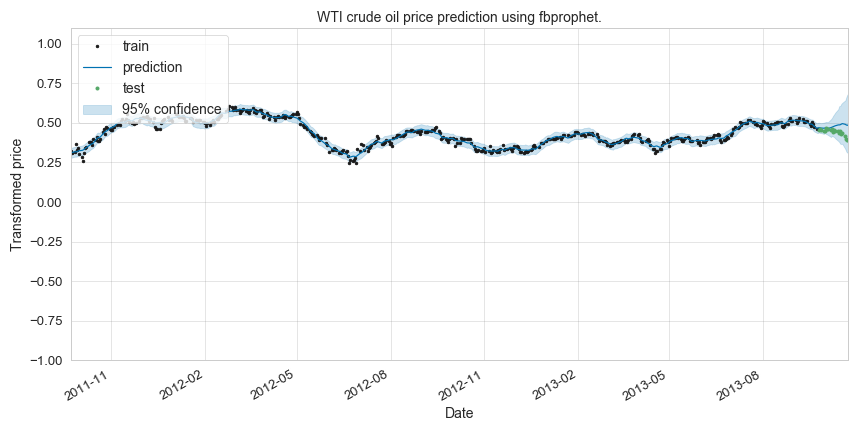 WTI crude oil price prediction using fbprophet.
train
prediction
test
95% confidence
1.00
0.75
0.50
0.25
0.00
−0.25
−0.50
−0.75
−1.00
Transformed price
2011-11
2012-02
2012-05
2012-08
2012-11
2013-02
2013-05
2013-08
Date